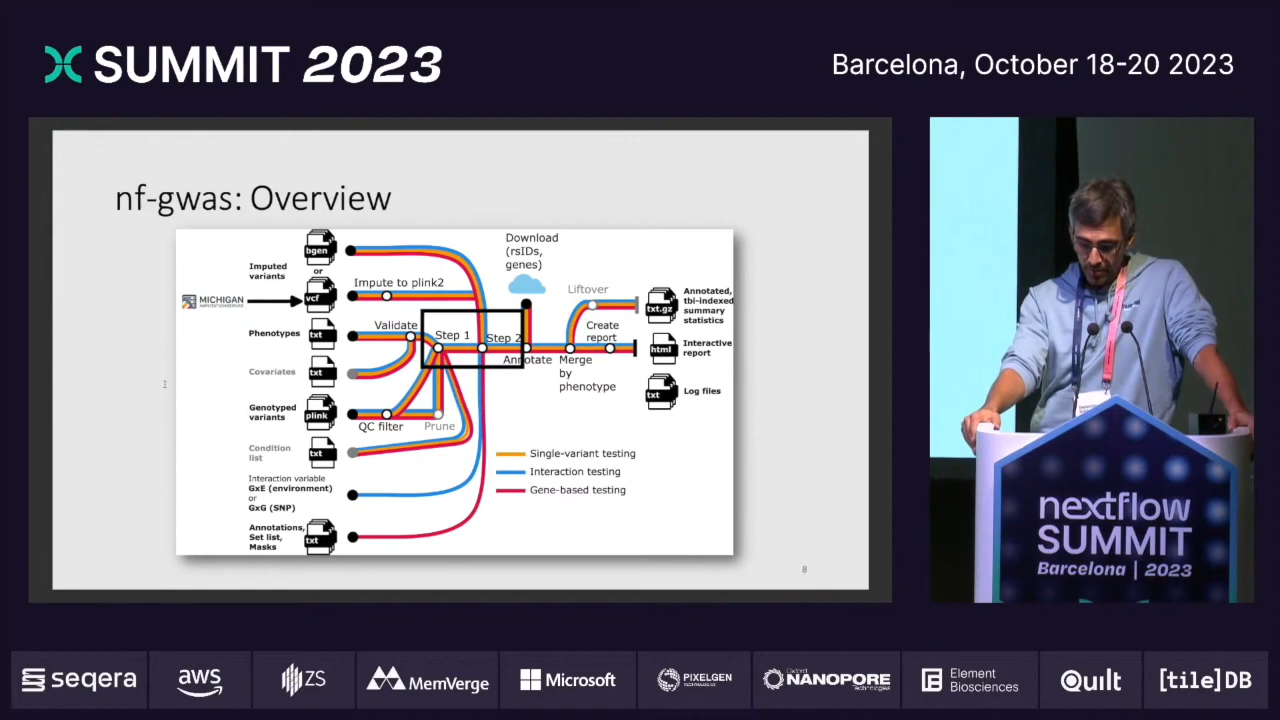 SUMMIT 2023
Barcelona, October 18-20 2023
nf-gwas: Overview
Imputed
variants
bgen
or
vcf
MICHIGAN
Impute to plink2
Download
(rsIDs,
genes)
Liftover
txt.gz
Annotated,
tbi-indexed
summary
statistics
Phenotypes
txt
Validate
Step 1
Step 2
Annotate
Merge
by
phenotype
Create
report
html
Interactive
report
Covariates
txt
txt
Log files
Genotyped
variants
plink
QC filter
Prune
Condition
list
txt
Single-variant testing
Interaction testing
Gene-based testing
Interaction variable
GxE (environment)
or
GxG (SNP)
Annotations,
Set list,
Masks
txt
8
nextflow
SUMMIT
Barcelona | 2023
seqera
aws
ZS
MemVerge
Microsoft
PIXELGEN
TECHNOLOGIES
Oxford
NANOPORE
Technologies
Element
Biosciences
Quilt
[tile]DB